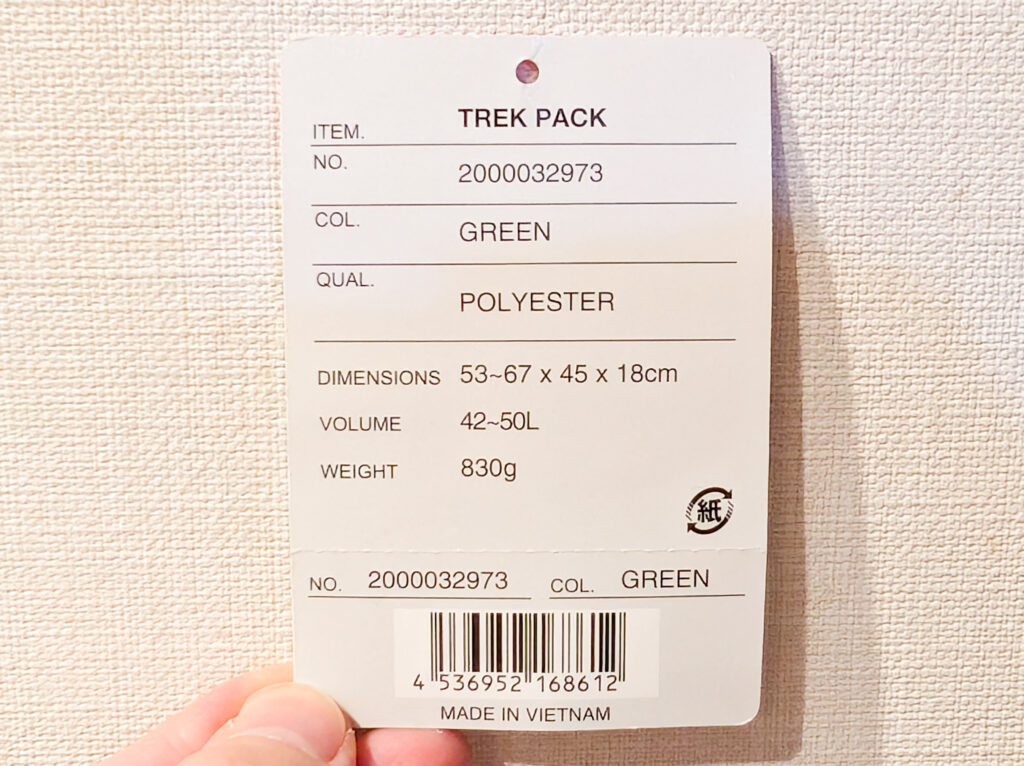 ITEM. TREK PACK
NO. 2000032973
COL. GREEN
QUAL. POLYESTER
DIMENSIONS 53~67 x 45 x 18cm
VOLUME 42~50L
WEIGHT 830g
紙
NO. 2000032973 COL. GREEN
4 536952 168612
MADE IN VIETNAM